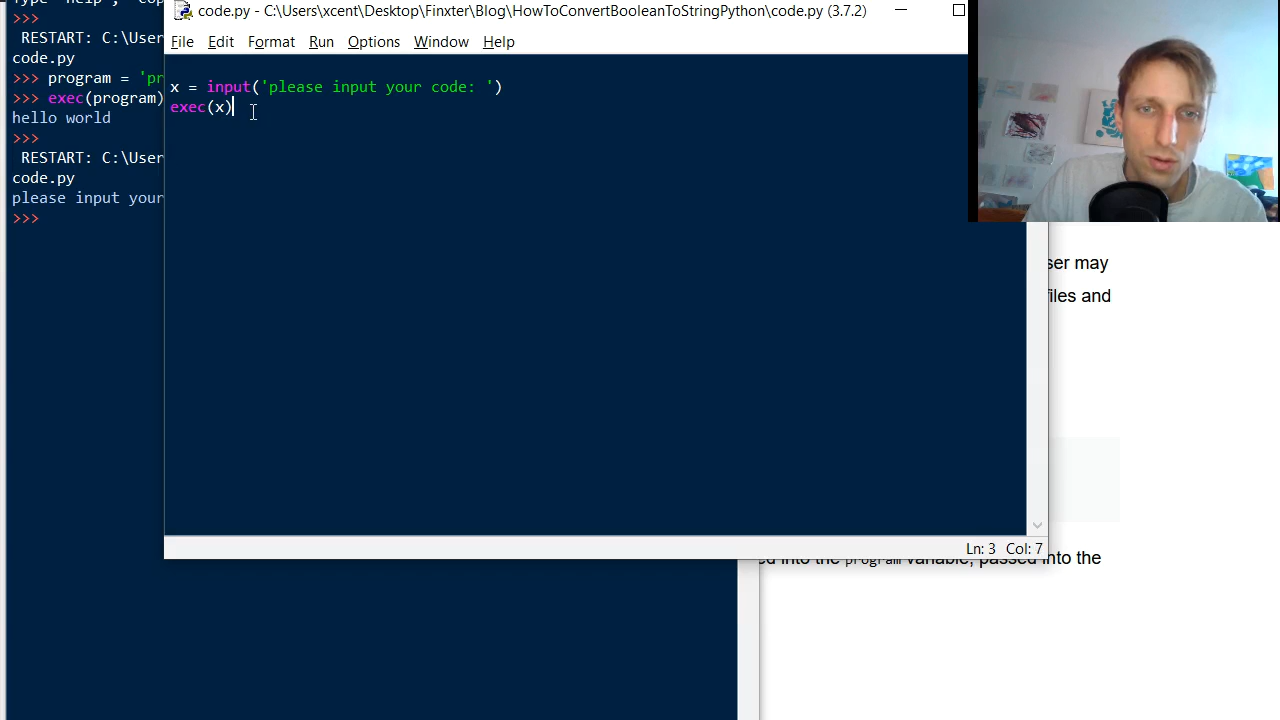 code.py - C:\Users\xcent\Desktop\Finxter\Blog\HowToConvertBooleanToStringPython\code.py (3.7.2)
File Edit Format Run Options Window Help
x = input('please input your code: ')
exec(x)
Ln: 3 Col: 7
>>>
RESTART: C:\User
code.py
>>> program = 'pr
>>> exec(program)
hello world
>>>
RESTART: C:\User
code.py
please input your
>>>
ser may
files and
ed into the program variable, passed into the